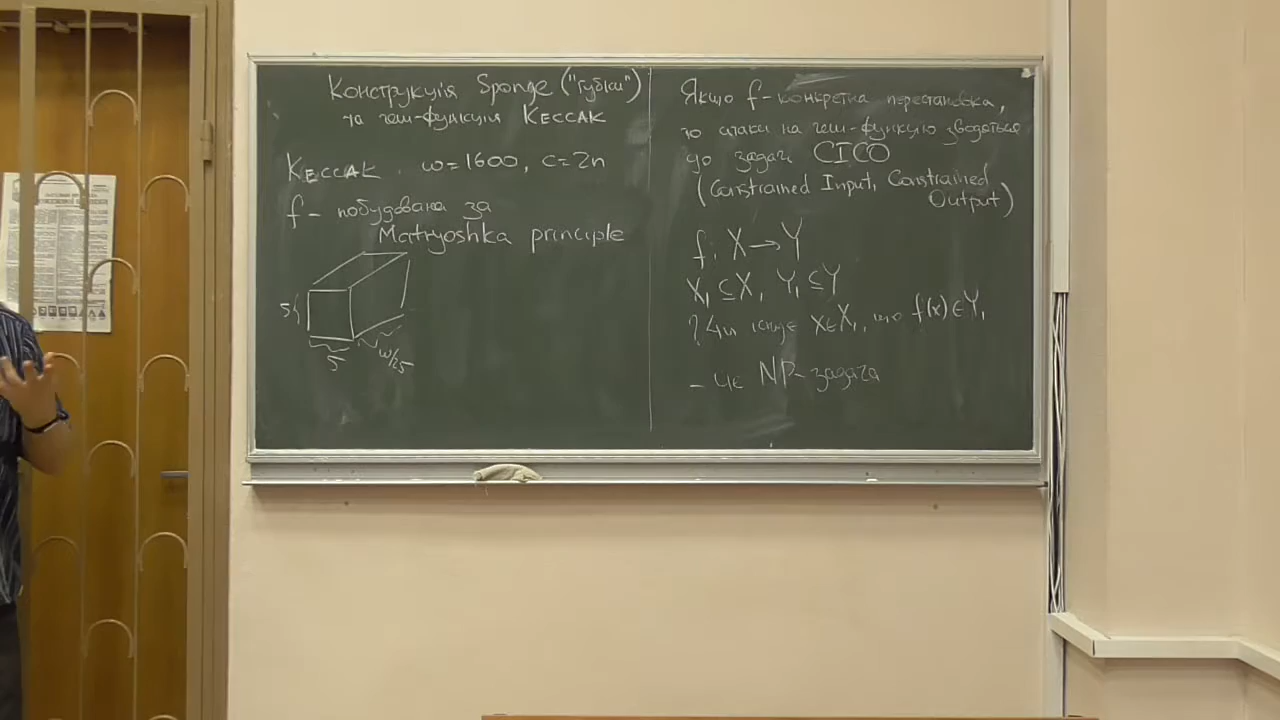 Конструкція Sponge ("Губки")
та геш-функція KECCAK
KECCAK. w=1600, c=2n
f – побудована за
Matryoshka principle
5
5
w/25
Якщо f – конкретна перестановка,
то атаки на геш-функцію зводяться
до задачі CICO
(Constrained Input, Constrained
Output)
f: X → Y
X₁ ⊆ X, Y₁ ⊆ Y
? Чи існує x ∈ X₁, що f(x) ∈ Y₁
– це NP-задача